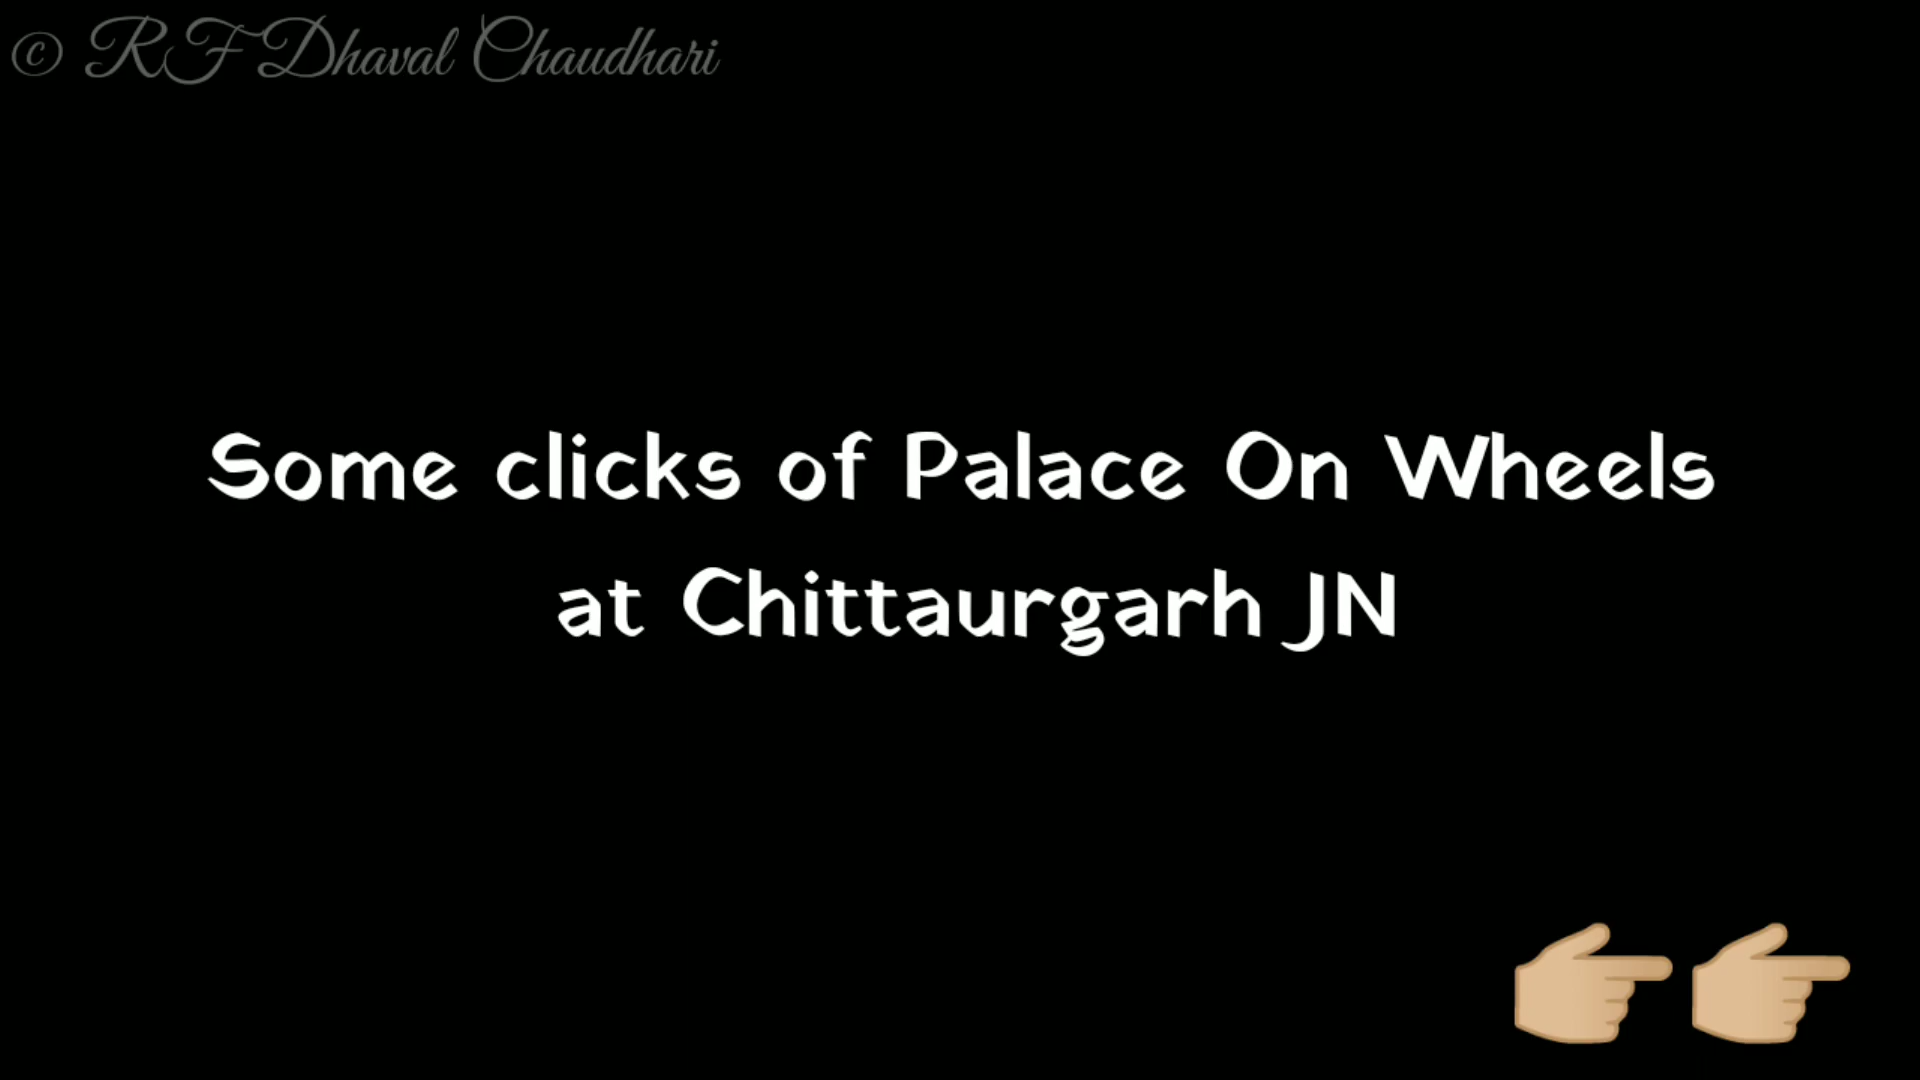 © RF Dhaval Chaudhari
Some clicks of Palace On Wheels
at Chittaurgarh JN